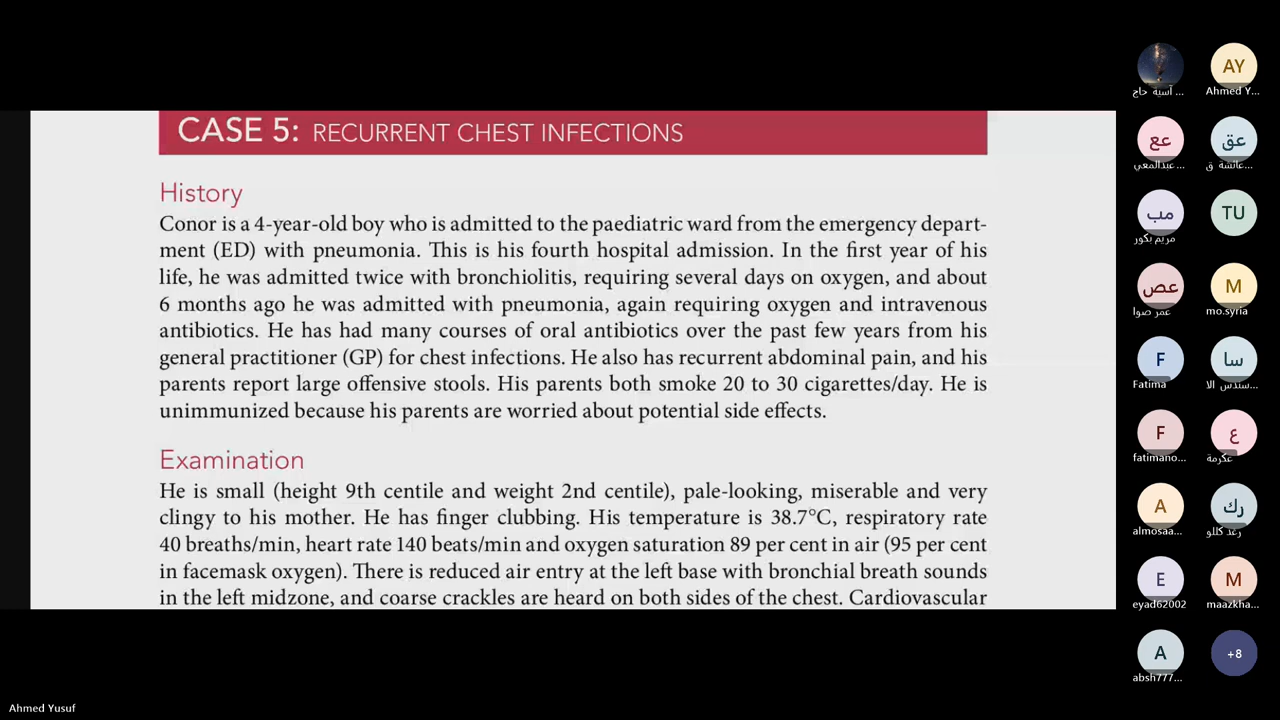 CASE 5: RECURRENT CHEST INFECTIONS
History
Conor is a 4-year-old boy who is admitted to the paediatric ward from the emergency depart-
ment (ED) with pneumonia. This is his fourth hospital admission. In the first year of his
life, he was admitted twice with bronchiolitis, requiring several days on oxygen, and about
6 months ago he was admitted with pneumonia, again requiring oxygen and intravenous
antibiotics. He has had many courses of oral antibiotics over the past few years from his
general practitioner (GP) for chest infections. He also has recurrent abdominal pain, and his
parents report large offensive stools. His parents both smoke 20 to 30 cigarettes/day. He is
unimmunized because his parents are worried about potential side effects.
Examination
He is small (height 9th centile and weight 2nd centile), pale-looking, miserable and very
clingy to his mother. He has finger clubbing. His temperature is 38.7°C, respiratory rate
40 breaths/min, heart rate 140 beats/min and oxygen saturation 89 per cent in air (95 per cent
in facemask oxygen). There is reduced air entry at the left base with bronchial breath sounds
in the left midzone, and coarse crackles are heard on both sides of the chest. Cardiovascular
آسية حاج ...
AY
Ahmed Y...
عع
عبدالمعي...
عق
عائشة ق...
مب
مريم بكور
TU
عص
عمر صوا
M
mo.syria
F
Fatima
سا
F
fatimano...
ع
عكرمة
A
almosaa...
رك
رغد كللو
E
eyad62002
M
maazkha...
A
absh777...
+8
Ahmed Yusuf